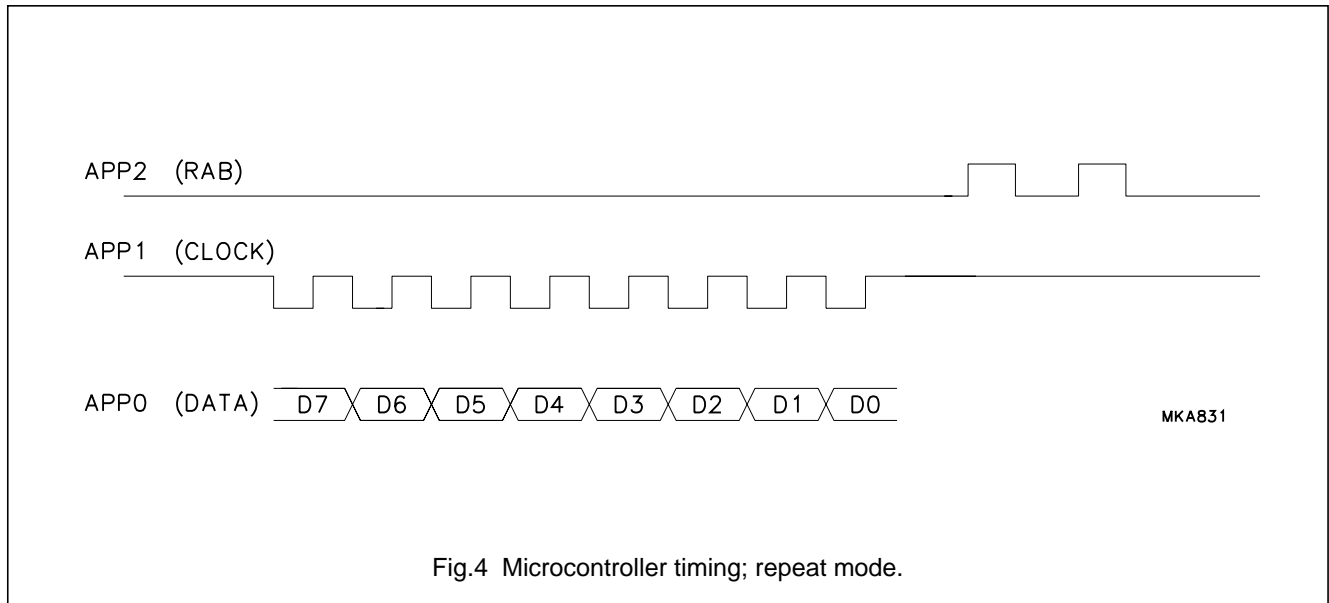 APP2 (RAB)
APP1 (CLOCK)
APP0 (DATA) D7 D6 D5 D4 D3 D2 D1 D0
MKA831
Fig.4 Microcontroller timing; repeat mode.